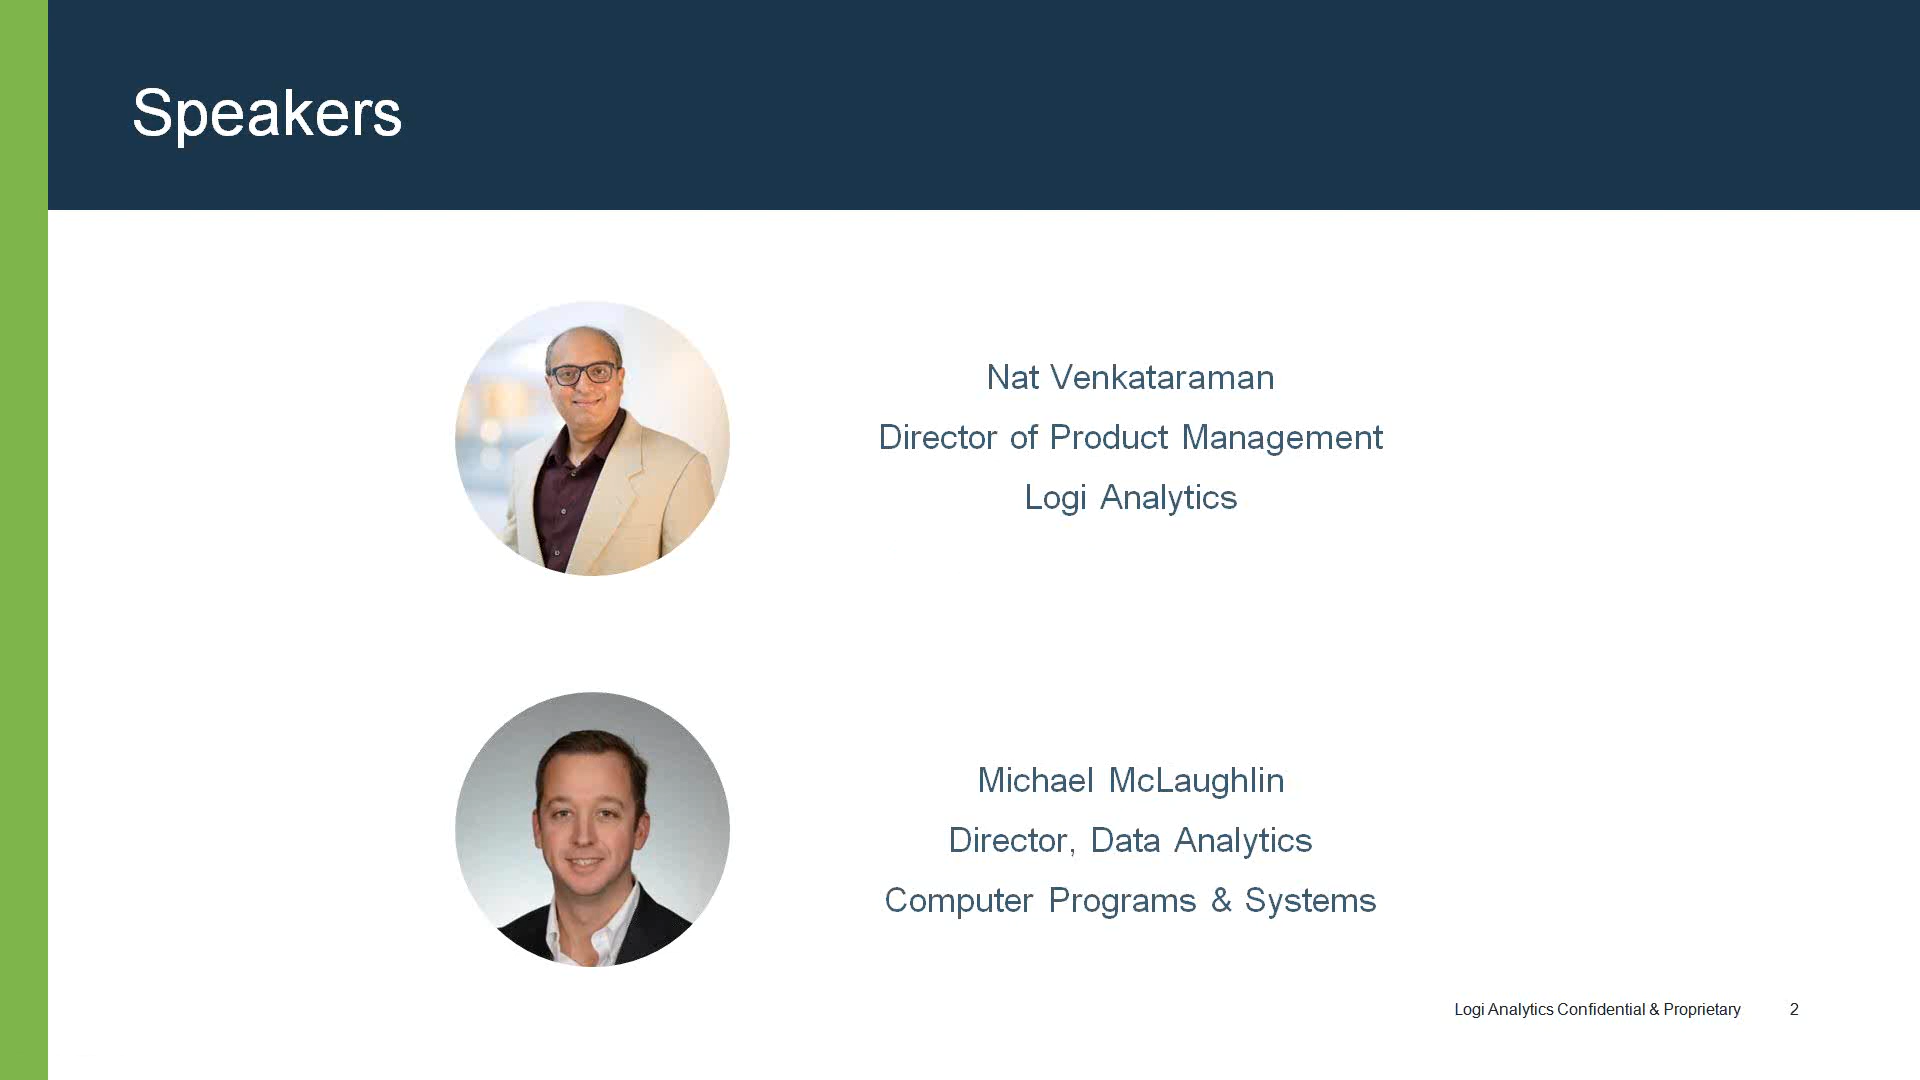 Speakers
Nat Venkataraman
Director of Product Management
Logi Analytics
Michael McLaughlin
Director, Data Analytics
Computer Programs & Systems
Logi Analytics Confidential & Proprietary 2